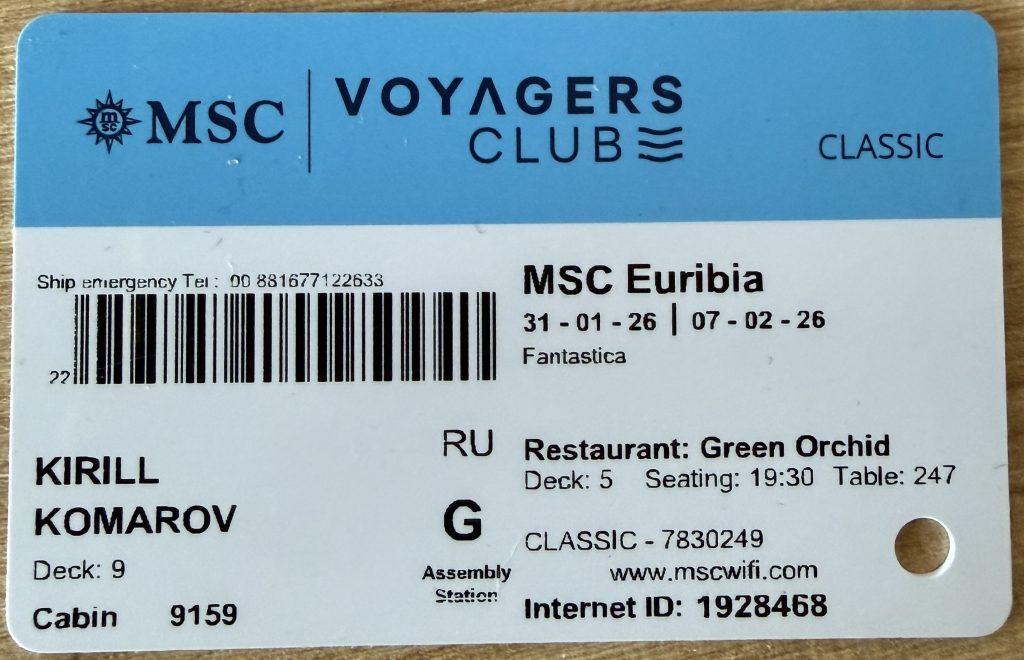 MSC
VOYAGERS
CLUB
CLASSIC
Ship emergency Tel : 00 881677122633
22
MSC Euribia
31 - 01 - 26 | 07 - 02 - 26
Fantastica
RU
KIRILL
KOMAROV
G
Assembly
Station
Deck: 9
Cabin 9159
Restaurant: Green Orchid
Deck: 5 Seating: 19:30 Table: 247
CLASSIC - 7830249
www.mscwifi.com
Internet ID: 1928468